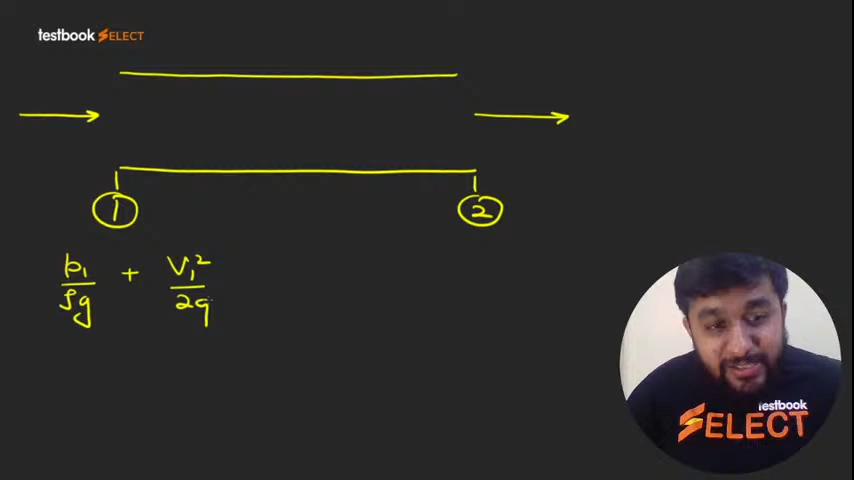 testbook SELECT
1 2
p₁/ρg + V₁²/2g
testbook
SELECT